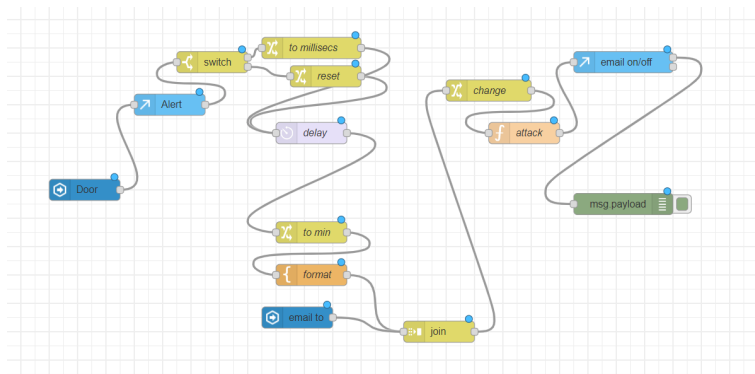 to millisecs
email on/off
switch
reset
change
Alert
delay
attack
Door
msg.payload
to min
format
email to
join